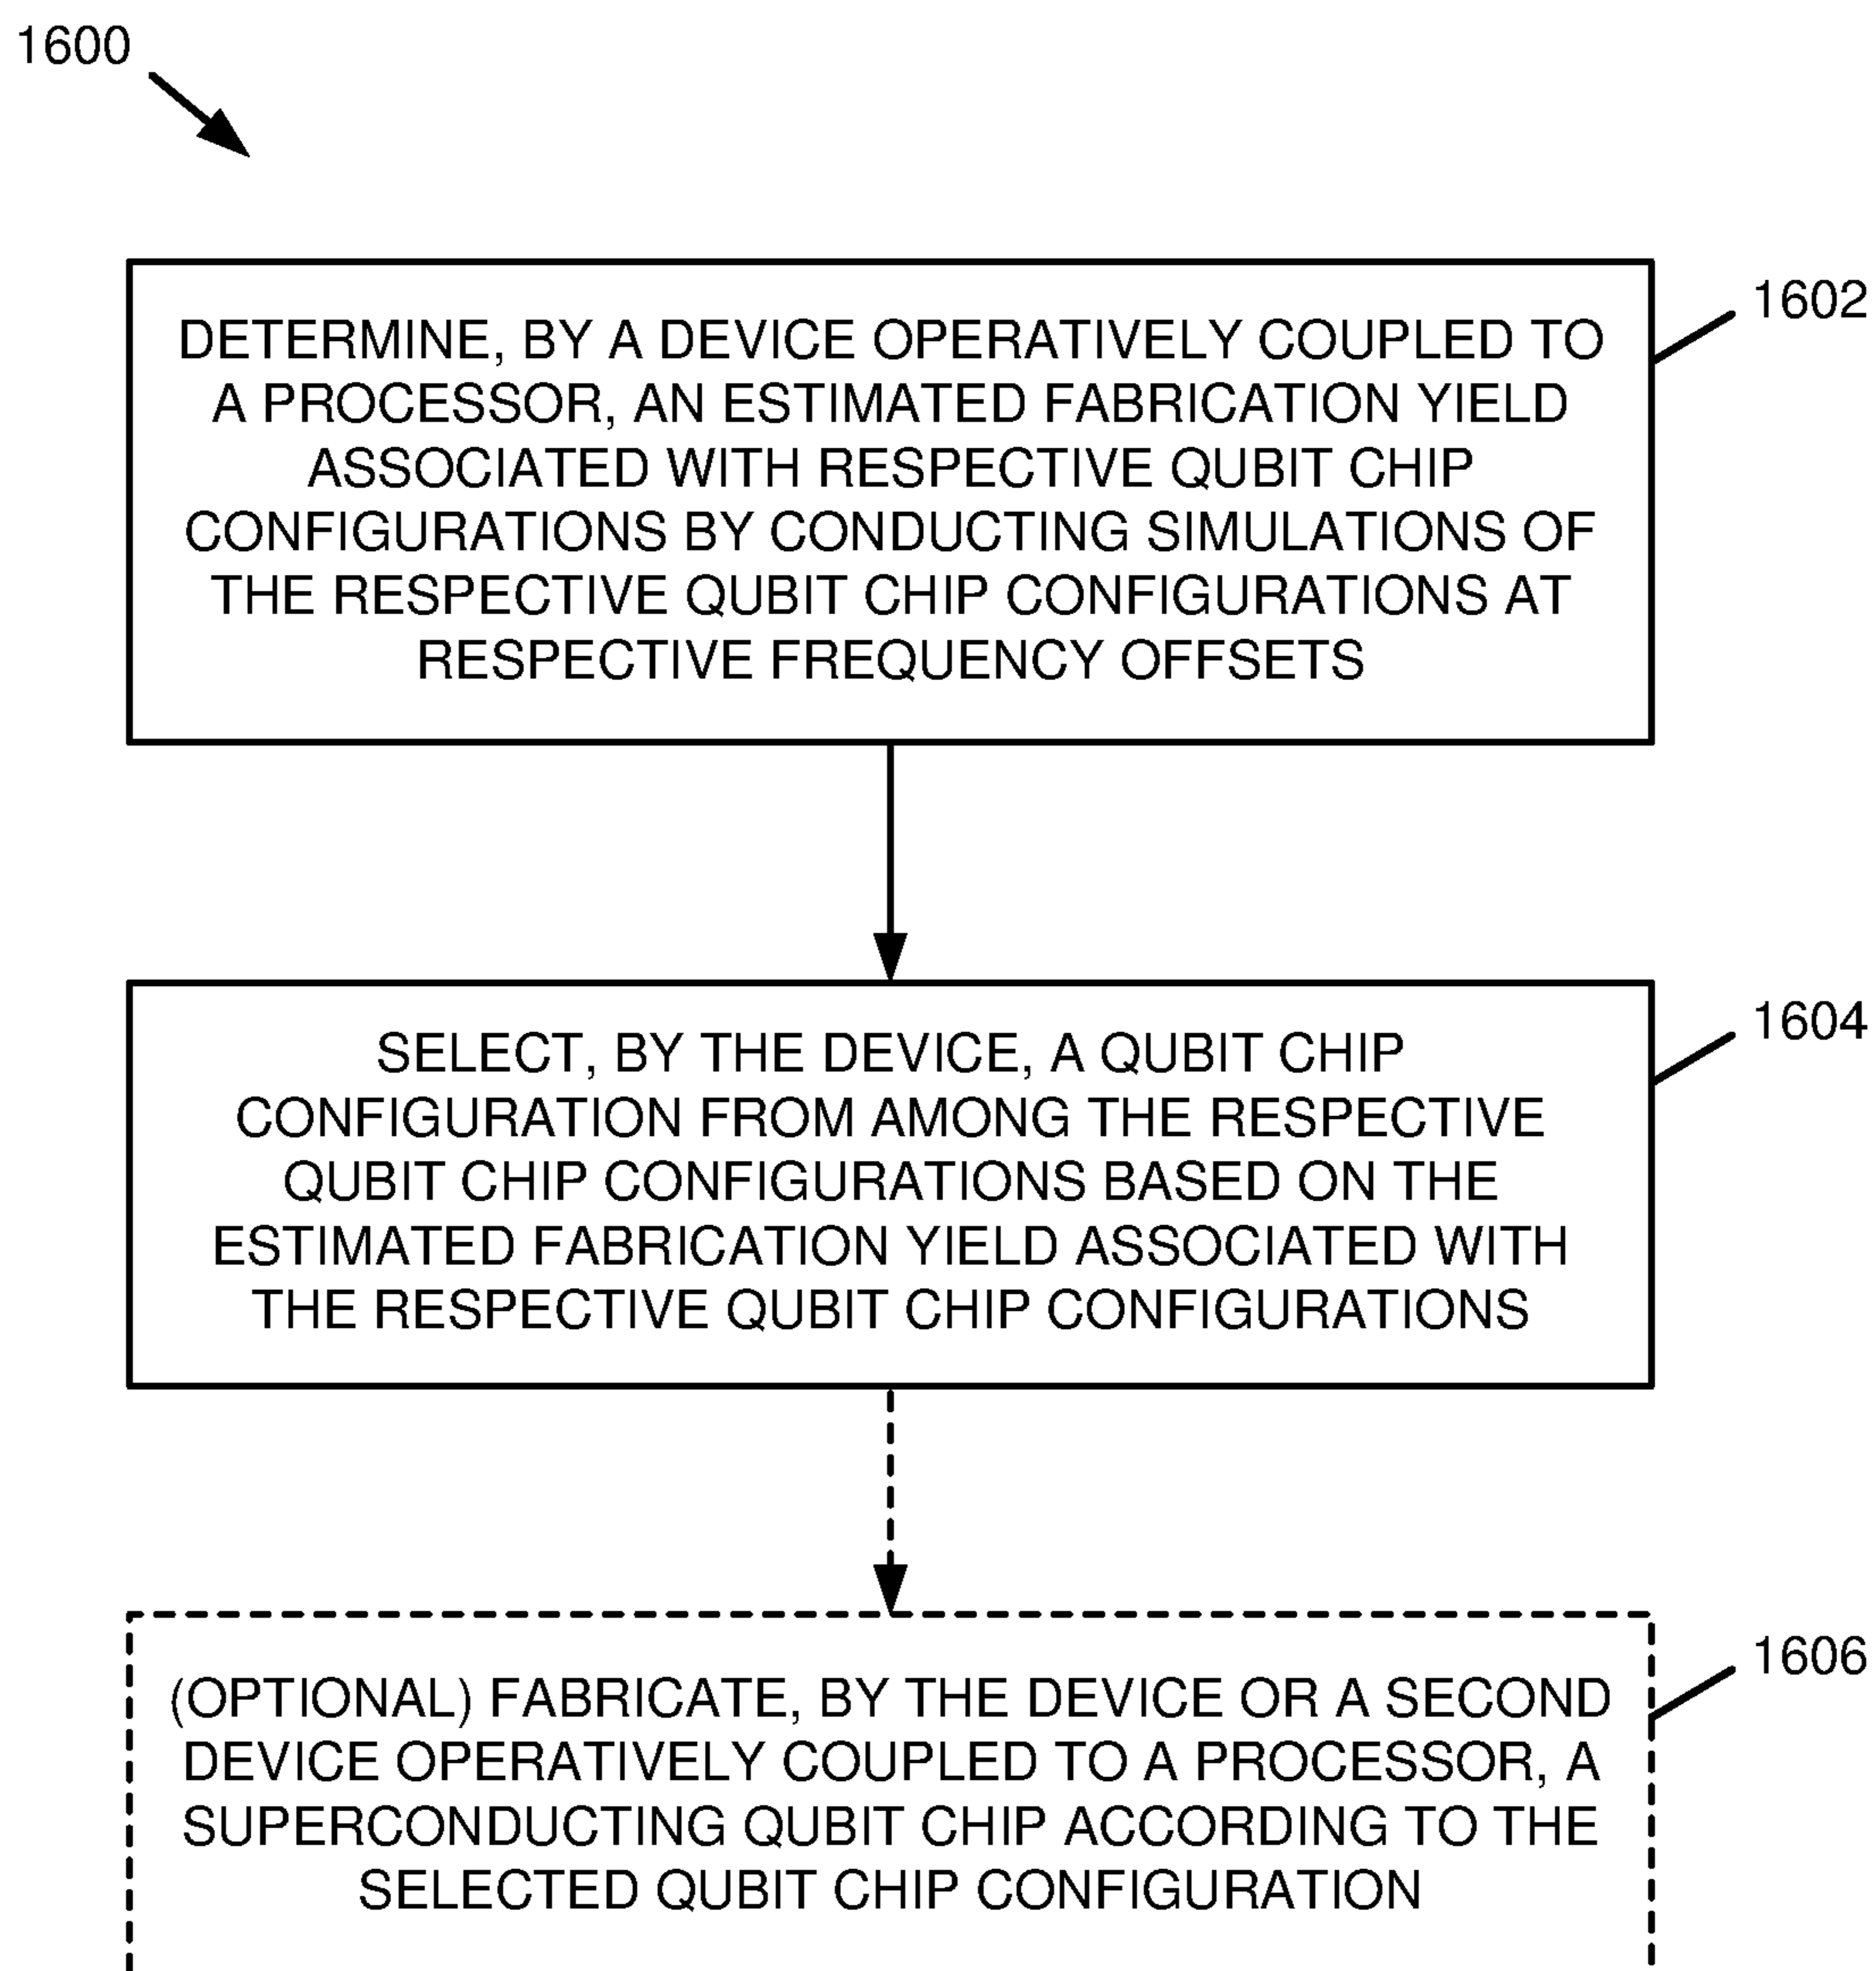 1600
1602
DETERMINE, BY A DEVICE OPERATIVELY COUPLED TO
A PROCESSOR, AN ESTIMATED FABRICATION YIELD
ASSOCIATED WITH RESPECTIVE QUBIT CHIP
CONFIGURATIONS BY CONDUCTING SIMULATIONS OF
THE RESPECTIVE QUBIT CHIP CONFIGURATIONS AT
RESPECTIVE FREQUENCY OFFSETS
1604
SELECT, BY THE DEVICE, A QUBIT CHIP
CONFIGURATION FROM AMONG THE RESPECTIVE
QUBIT CHIP CONFIGURATIONS BASED ON THE
ESTIMATED FABRICATION YIELD ASSOCIATED WITH
THE RESPECTIVE QUBIT CHIP CONFIGURATIONS
1606
(OPTIONAL) FABRICATE, BY THE DEVICE OR A SECOND
DEVICE OPERATIVELY COUPLED TO A PROCESSOR, A
SUPERCONDUCTING QUBIT CHIP ACCORDING TO THE
SELECTED QUBIT CHIP CONFIGURATION